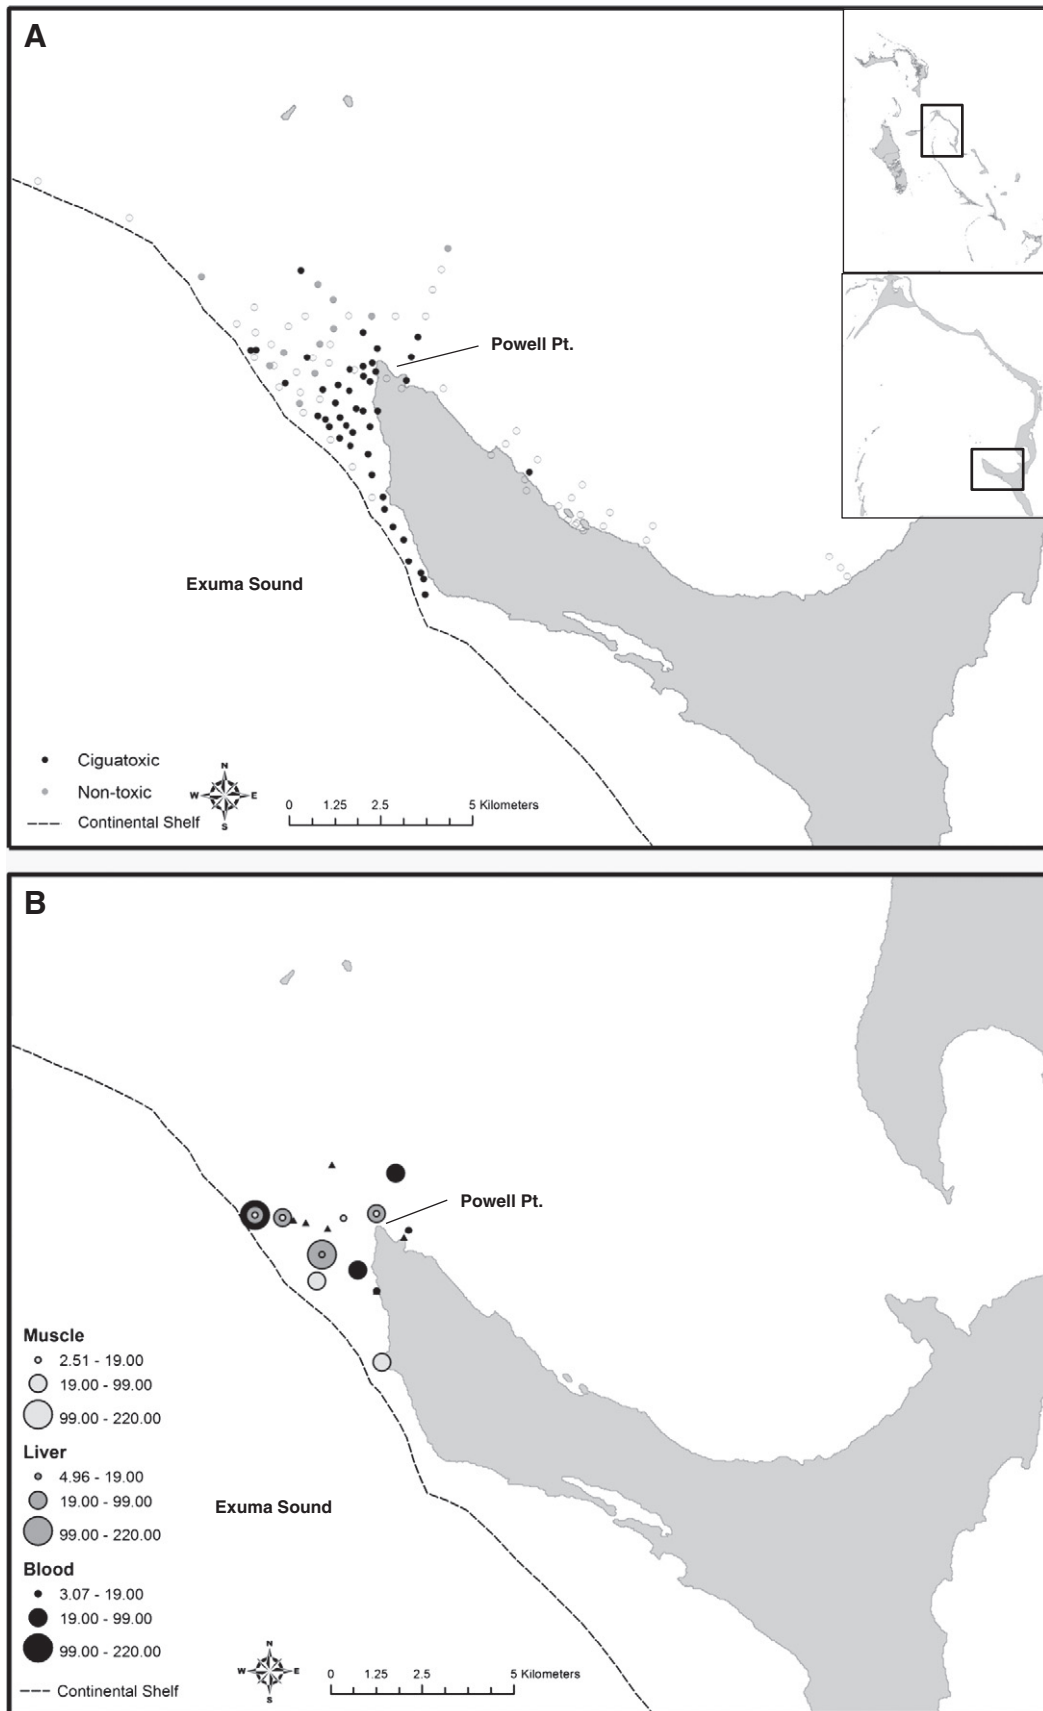 A
Powell Pt.
Exuma Sound
Ciguatoxic
Non-toxic
Continental Shelf
N
W E
S
0 1.25 2.5 5 Kilometers
B
Powell Pt.
Muscle
2.51 - 19.00
19.00 - 99.00
99.00 - 220.00
Liver
4.96 - 19.00
19.00 - 99.00
99.00 - 220.00
Exuma Sound
Blood
3.07 - 19.00
19.00 - 99.00
99.00 - 220.00
Continental Shelf
N
W E
S
0 1.25 2.5 5 Kilometers